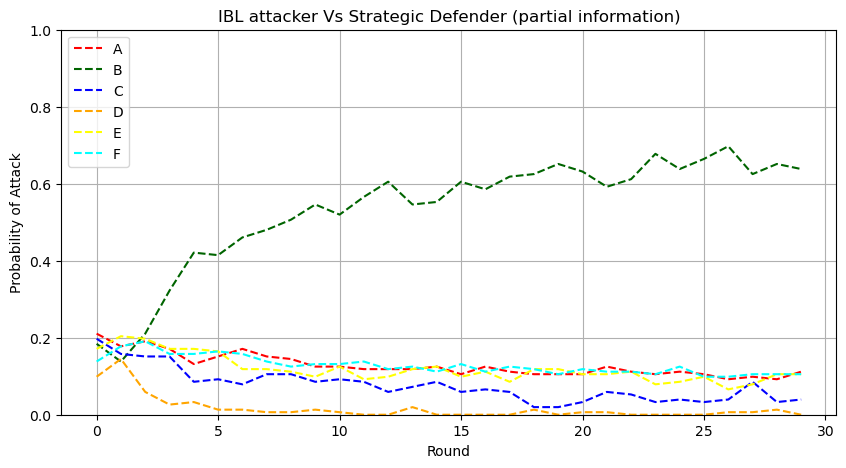 IBL attacker Vs Strategic Defender (partial information)
A
B
C
D
E
F
Probability of Attack
1.0
0.8
0.6
0.4
0.2
0.0
0 5 10 15 20 25 30
Round